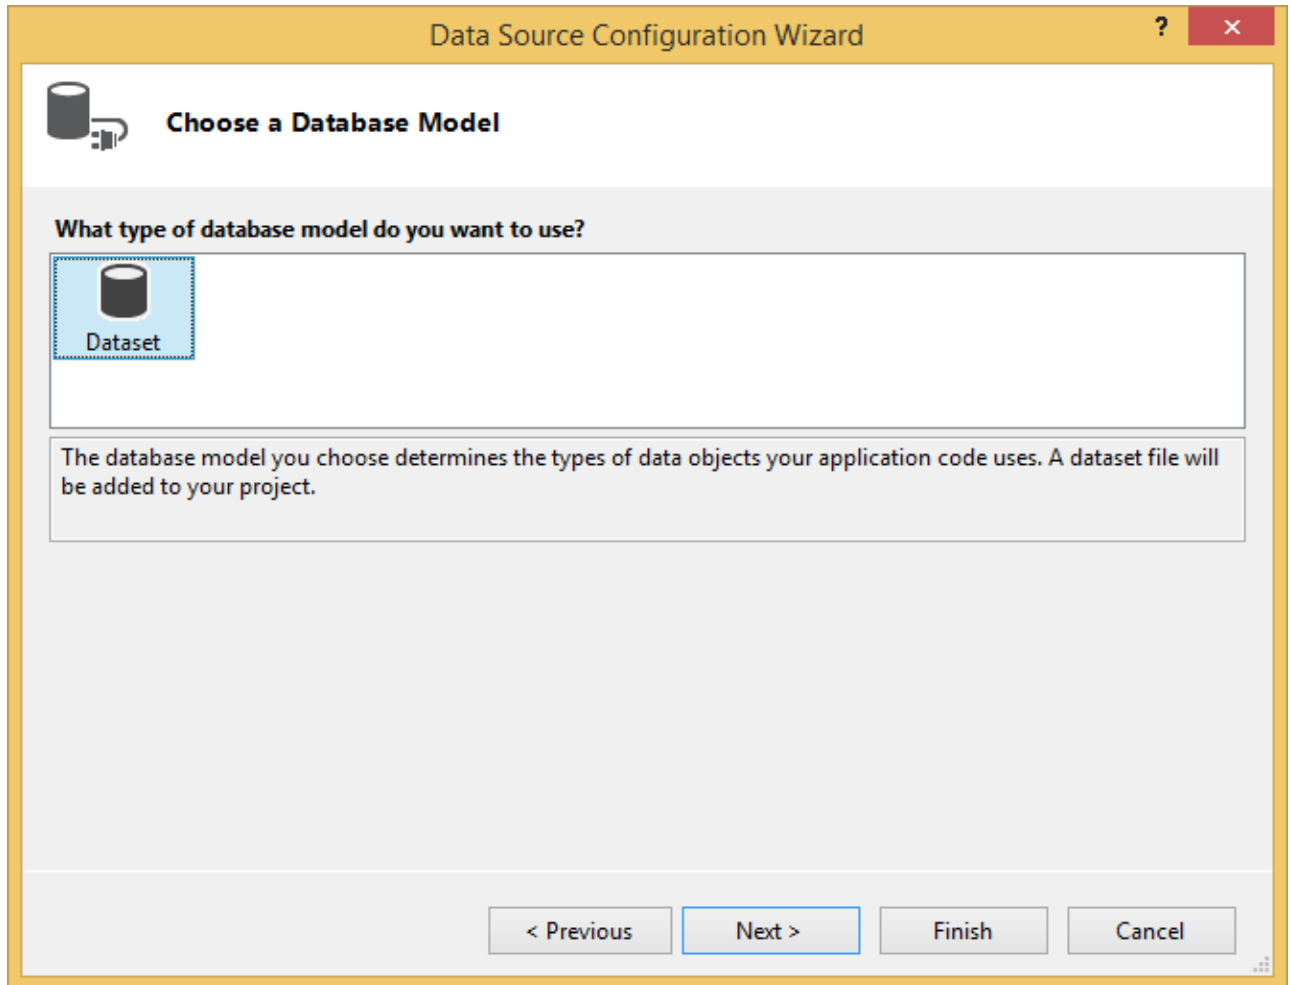 Data Source Configuration Wizard
?
Choose a Database Model
What type of database model do you want to use?
Dataset
The database model you choose determines the types of data objects your application code uses. A dataset file will
be added to your project.
< Previous
Next >
Finish
Cancel